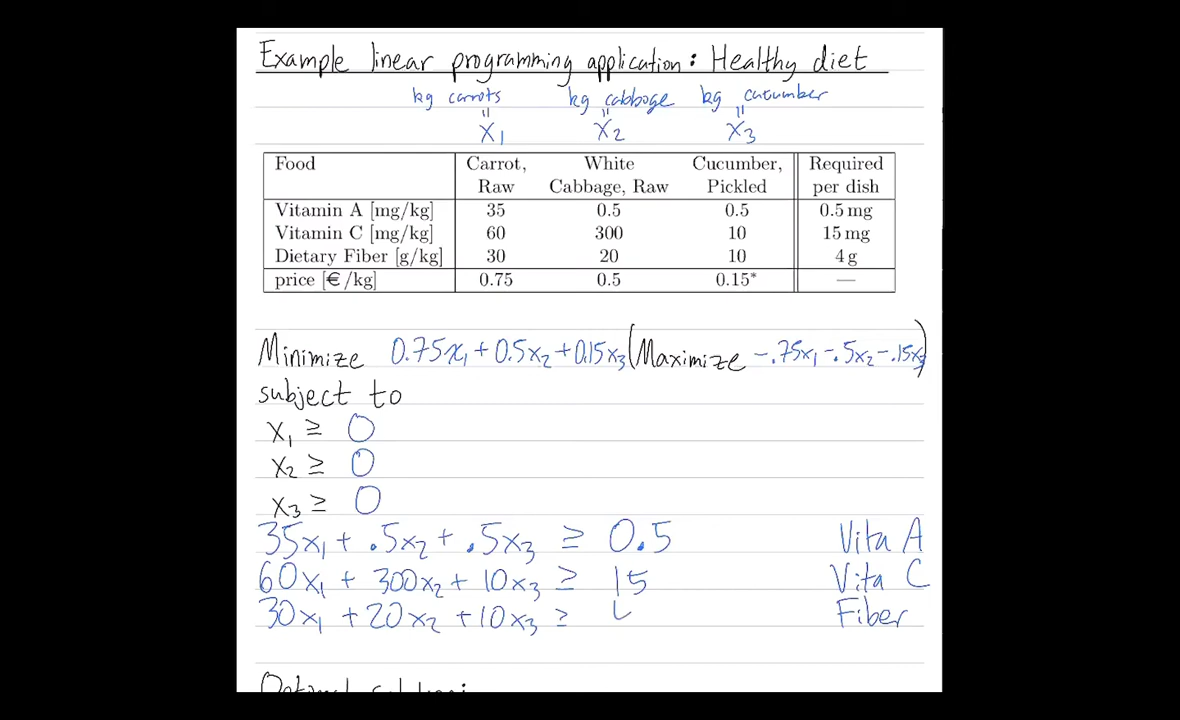 Example linear programming application: Healthy diet
kg carrots kg cabboge kg cucumber
= = =
x₁ x₂ x₃
Food Carrot, White Cucumber, Required
Raw Cabbage, Raw Pickled per dish
Vitamin A [mg/kg] 35 0.5 0.5 0.5 mg
Vitamin C [mg/kg] 60 300 10 15 mg
Dietary Fiber [g/kg] 30 20 10 4 g
price [€/kg] 0.75 0.5 0.15* —
Minimize 0.75x₁ + 0.5x₂ + 0.15x₃ (Maximize -.75x₁ -.5x₂ -.15x₃)
subject to
x₁ ≥ 0
x₂ ≥ 0
x₃ ≥ 0
35x₁ + .5x₂ + .5x₃ ≥ 0.5 Vita A
60x₁ + 300x₂ + 10x₃ ≥ 15 Vita C
30x₁ + 20x₂ + 10x₃ ≥ Fiber